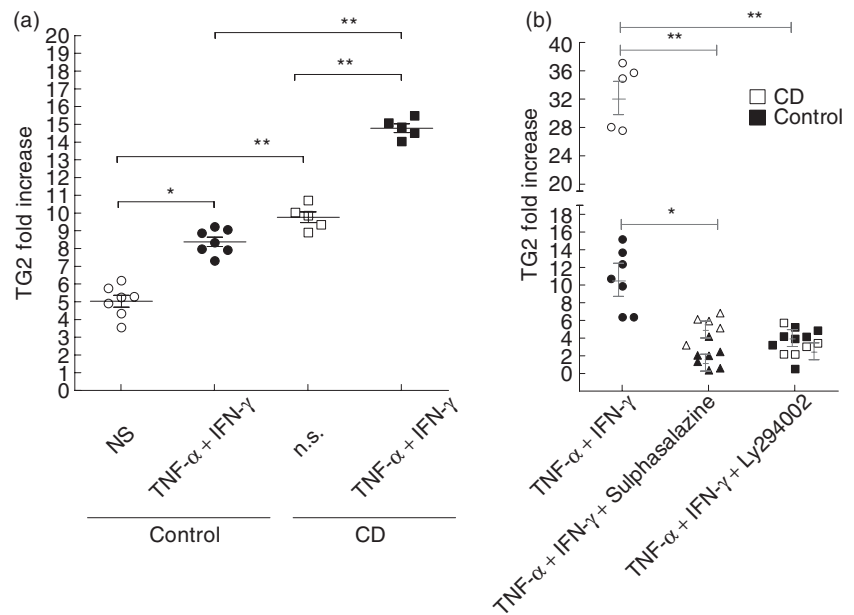 (a)
TG2 fold increase
20
19
18
17
16
15
14
13
12
11
10
9
8
7
6
5
4
3
2
1
0
**
**
**
*
NS
TNF-α + IFN-γ
n.s.
TNF-α + IFN-γ
Control
CD
(b)
TG2 fold increase
40
36
32
28
24
20
18
16
14
12
10
8
6
4
2
0
**
**
*
CD
Control
TNF-α + IFN-γ
TNF-α + IFN-γ + Sulphasalazine
TNF-α + IFN-γ + Ly294002